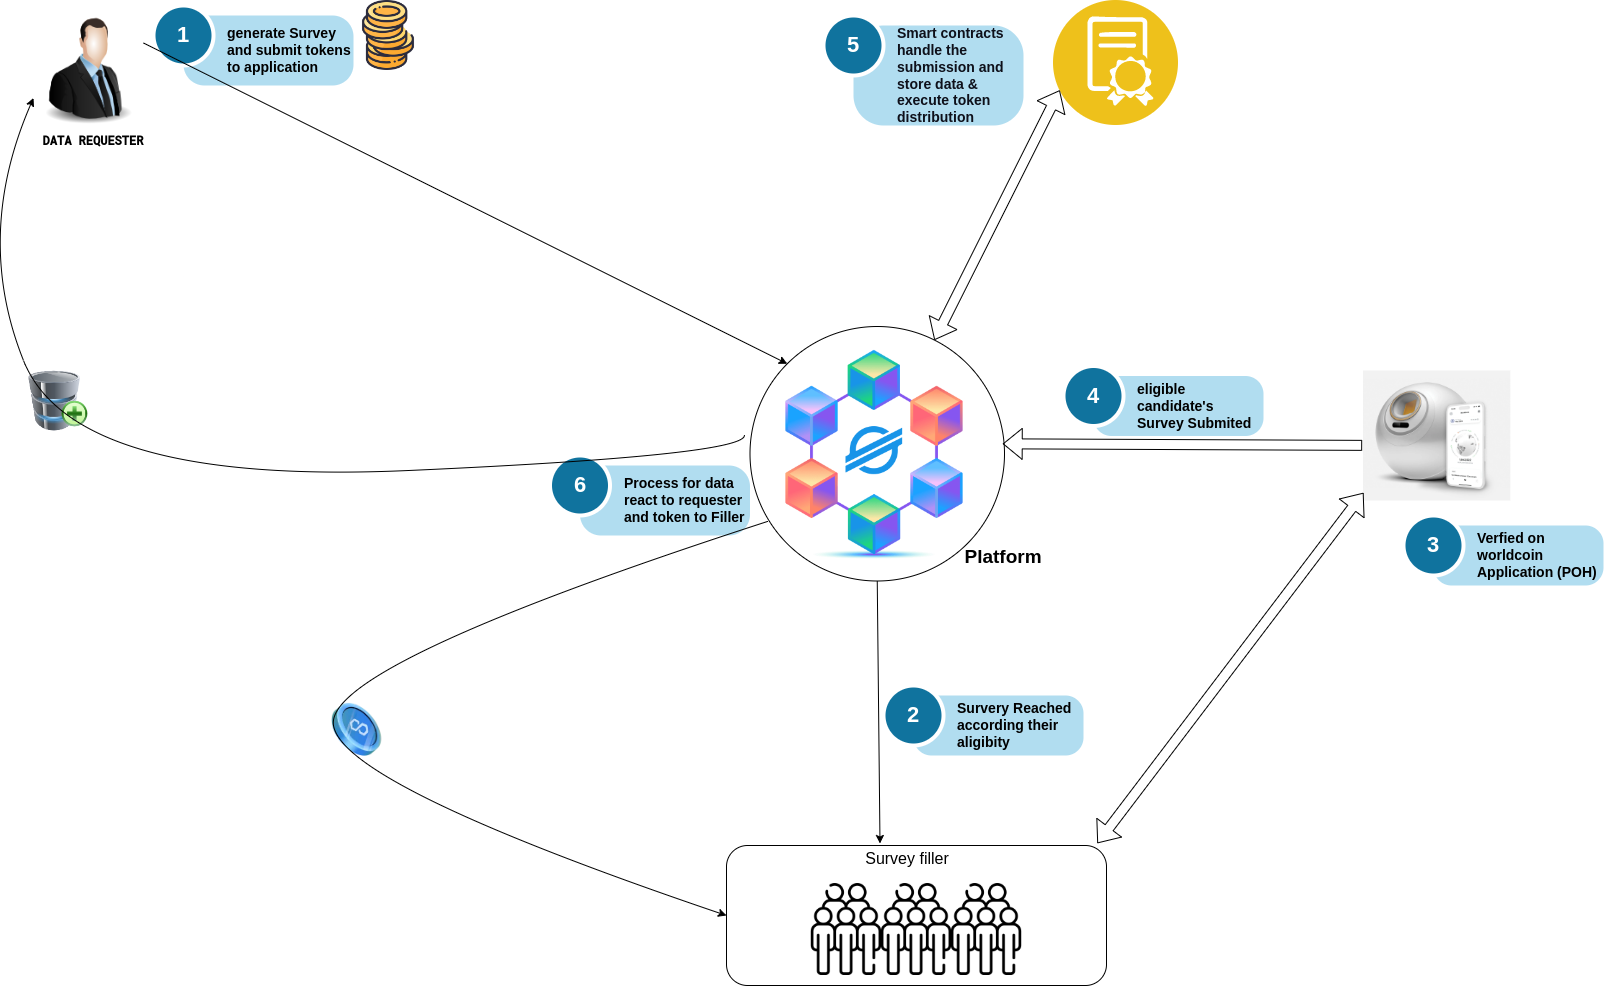 1
generate Survey
and submit tokens
to application
DATA REQUESTER
5
Smart contracts
handle the
submission and
store data &
execute token
distribution
4
eligible
candidate's
Survey Submited
3
Verfied on
worldcoin
Application (POH)
6
Process for data
react to requester
and token to Filler
Platform
2
Survery Reached
according their
aligibity
Survey filler